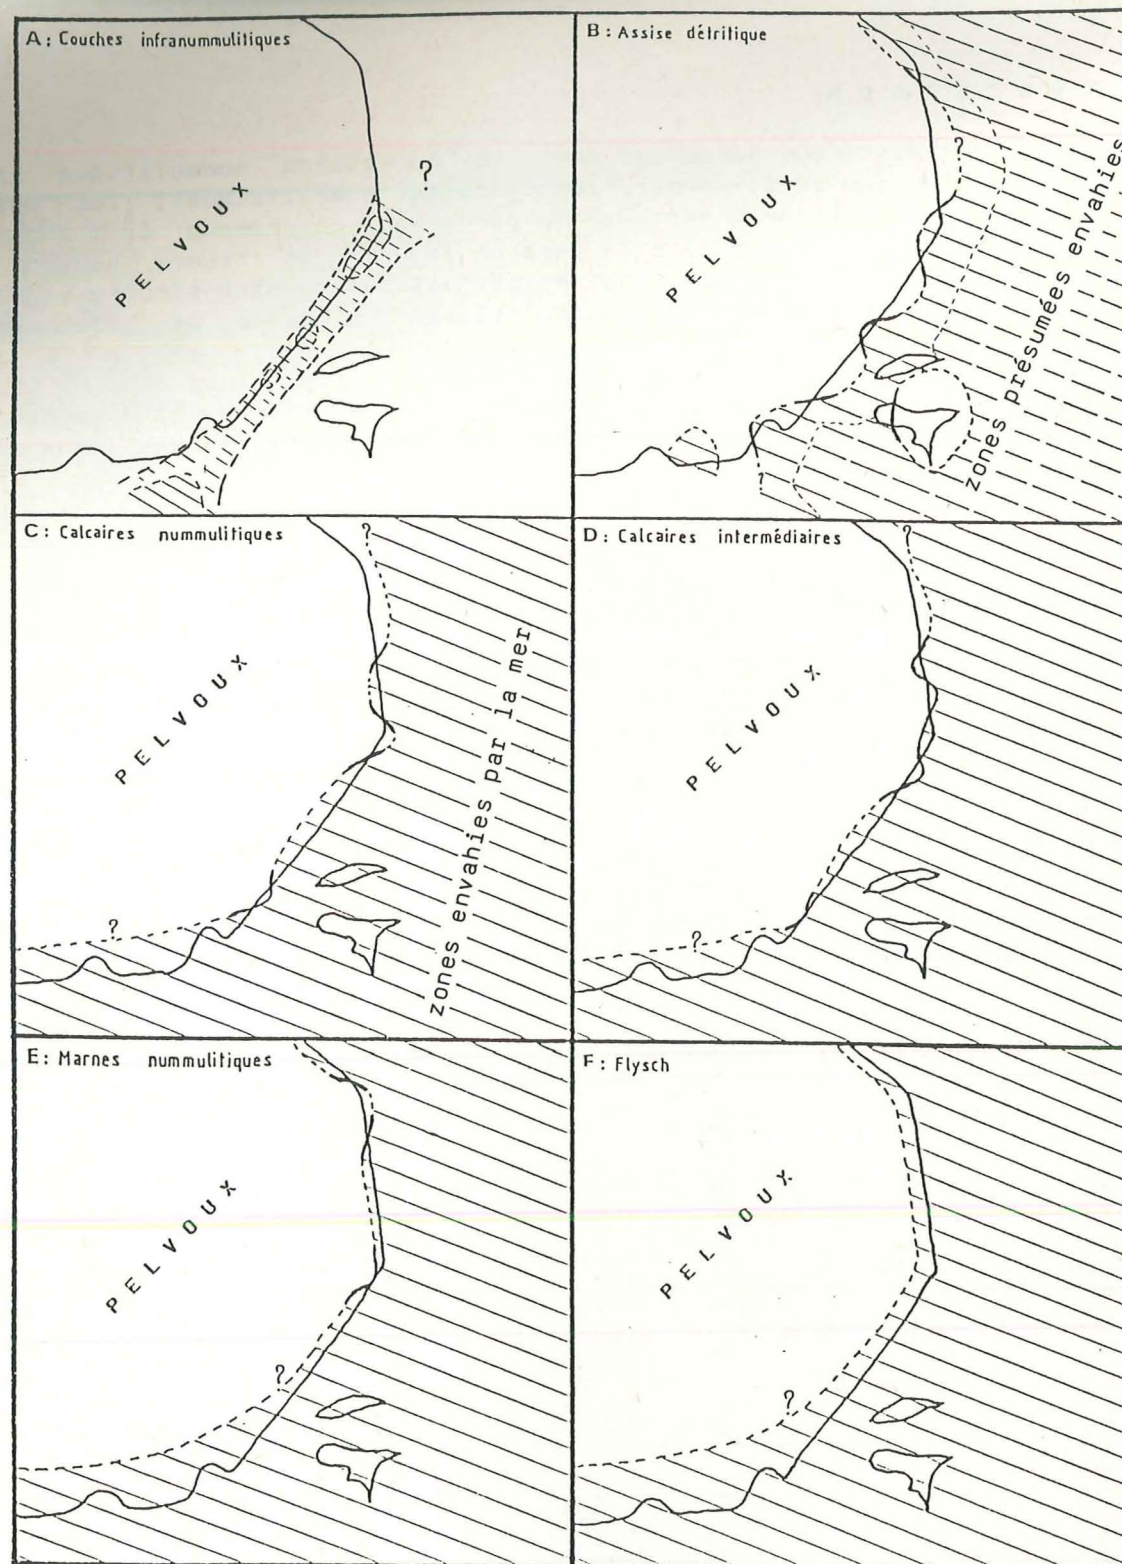 A: Couches infranummulitiques
?
PELVOUX
B: Assise détritique
?
PELVOUX
zones présumées envahies
?
C: Calcaires nummulitiques
?
PELVOUX
zones envahies par la mer
?
D: Calcaires intermédiaires
?
PELVOUX
?
E: Marnes nummulitiques
PELVOUX
?
F: Flysch
PELVOUX
?